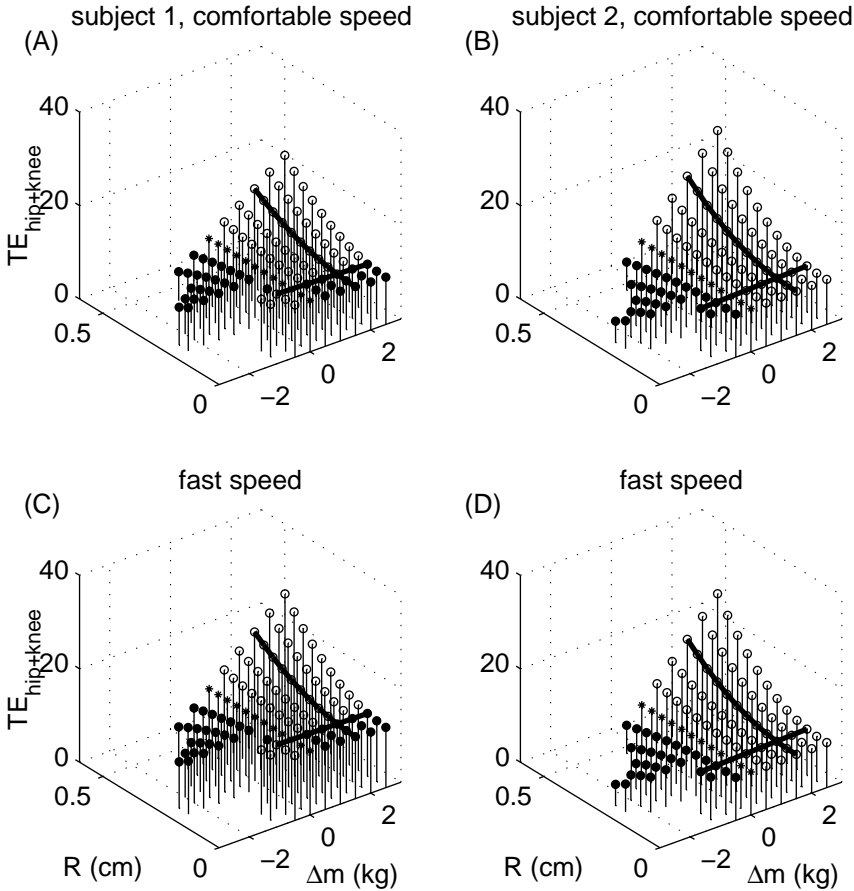 subject 1, comfortable speed
subject 2, comfortable speed
(A)
(B)
40
20
0
TE_hip+knee
0.5
0
−2
0
2
40
20
0
0.5
0
−2
0
2
fast speed
fast speed
(C)
(D)
40
20
0
TE_hip+knee
0.5
0
R (cm)
−2
0
2
Δm (kg)
40
20
0
0.5
0
R (cm)
−2
0
2
Δm (kg)